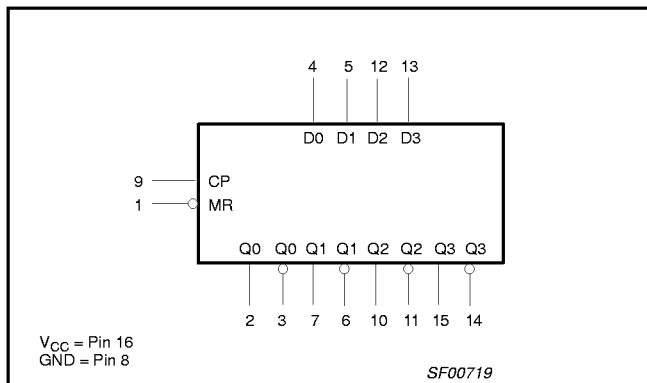 4 5 12 13
D0 D1 D2 D3
9 CP
1 MR
Q0 Q0 Q1 Q1 Q2 Q2 Q3 Q3
2 3 7 6 10 11 15 14
VCC = Pin 16
GND = Pin 8
SF00719